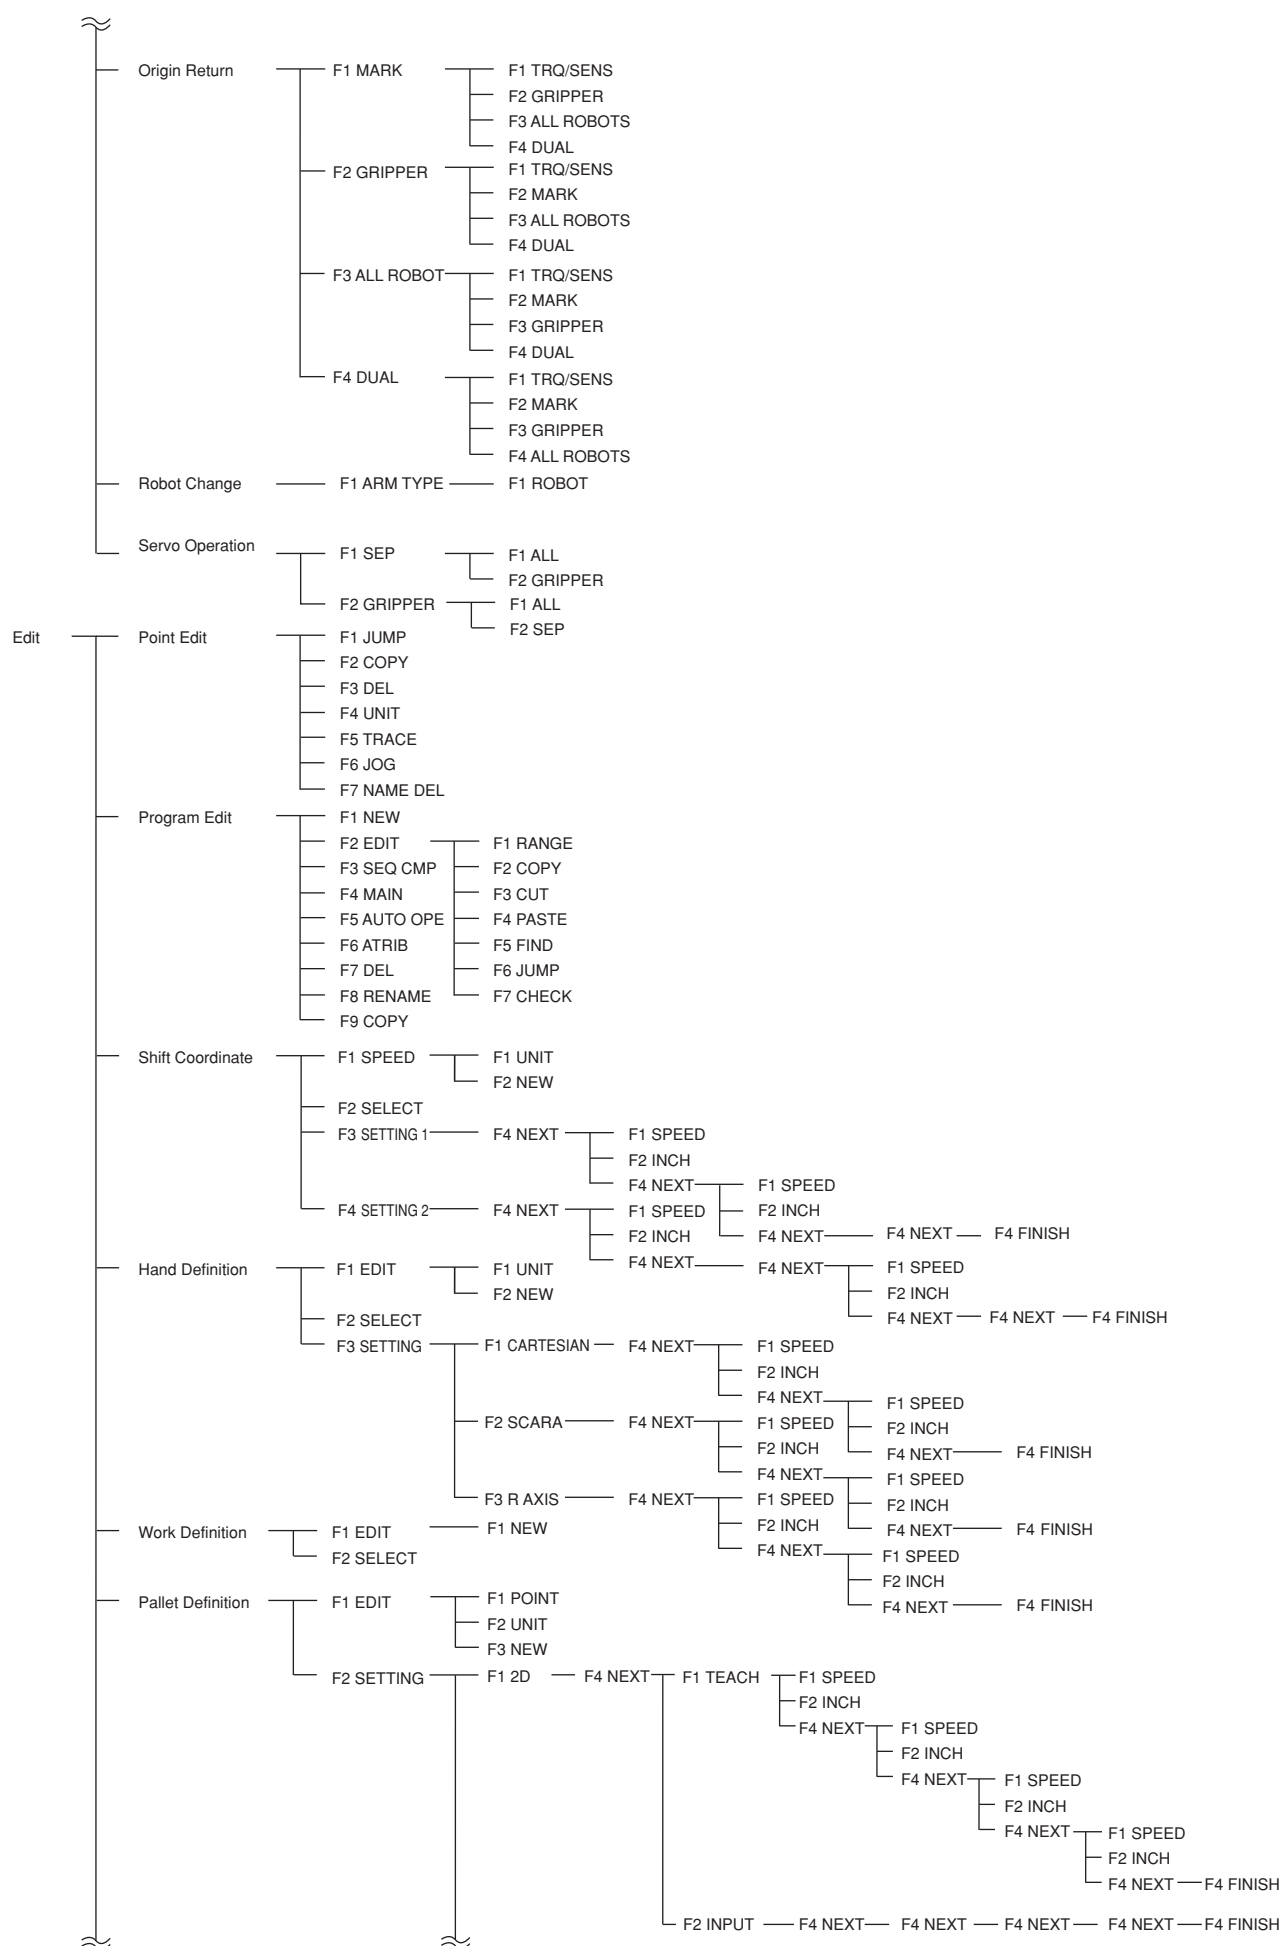 Origin Return F1 MARK F1 TRQ/SENS
F2 GRIPPER
F3 ALL ROBOTS
F4 DUAL
F2 GRIPPER F1 TRQ/SENS
F2 MARK
F3 ALL ROBOTS
F4 DUAL
F3 ALL ROBOT F1 TRQ/SENS
F2 MARK
F3 GRIPPER
F4 DUAL
F4 DUAL F1 TRQ/SENS
F2 MARK
F3 GRIPPER
F4 ALL ROBOTS
Robot Change F1 ARM TYPE F1 ROBOT
Servo Operation F1 SEP F1 ALL
F2 GRIPPER
F2 GRIPPER F1 ALL
F2 SEP
Edit Point Edit F1 JUMP
F2 COPY
F3 DEL
F4 UNIT
F5 TRACE
F6 JOG
F7 NAME DEL
Program Edit F1 NEW
F2 EDIT F1 RANGE
F3 SEQ CMP F2 COPY
F4 MAIN F3 CUT
F5 AUTO OPE F4 PASTE
F6 ATRIB F5 FIND
F7 DEL F6 JUMP
F8 RENAME F7 CHECK
F9 COPY
Shift Coordinate F1 SPEED F1 UNIT
F2 NEW
F2 SELECT
F3 SETTING 1 F4 NEXT F1 SPEED
F2 INCH
F4 NEXT F1 SPEED
F4 SETTING 2 F4 NEXT F1 SPEED F2 INCH
F2 INCH F4 NEXT F4 NEXT F4 FINISH
F4 NEXT F4 NEXT F1 SPEED
Hand Definition F1 EDIT F1 UNIT
F2 NEW F2 INCH
F2 SELECT F4 NEXT F4 NEXT F4 FINISH
F3 SETTING F1 CARTESIAN F4 NEXT F1 SPEED
F2 INCH
F4 NEXT F1 SPEED
F2 SCARA F4 NEXT F1 SPEED F2 INCH
F2 INCH F4 NEXT F4 FINISH
F4 NEXT F1 SPEED
F3 R AXIS F4 NEXT F1 SPEED F2 INCH
Work Definition F1 EDIT F1 NEW F2 INCH F4 NEXT F4 FINISH
F2 SELECT F4 NEXT F1 SPEED
F2 INCH
Pallet Definition F1 EDIT F1 POINT F4 NEXT F4 FINISH
F2 UNIT
F3 NEW
F2 SETTING F1 2D F4 NEXT F1 TEACH F1 SPEED
F2 INCH
F4 NEXT F1 SPEED
F2 INCH
F4 NEXT F1 SPEED
F2 INCH
F4 NEXT F1 SPEED
F2 INCH
F4 NEXT F4 FINISH
F2 INPUT F4 NEXT F4 NEXT F4 NEXT F4 NEXT F4 FINISH